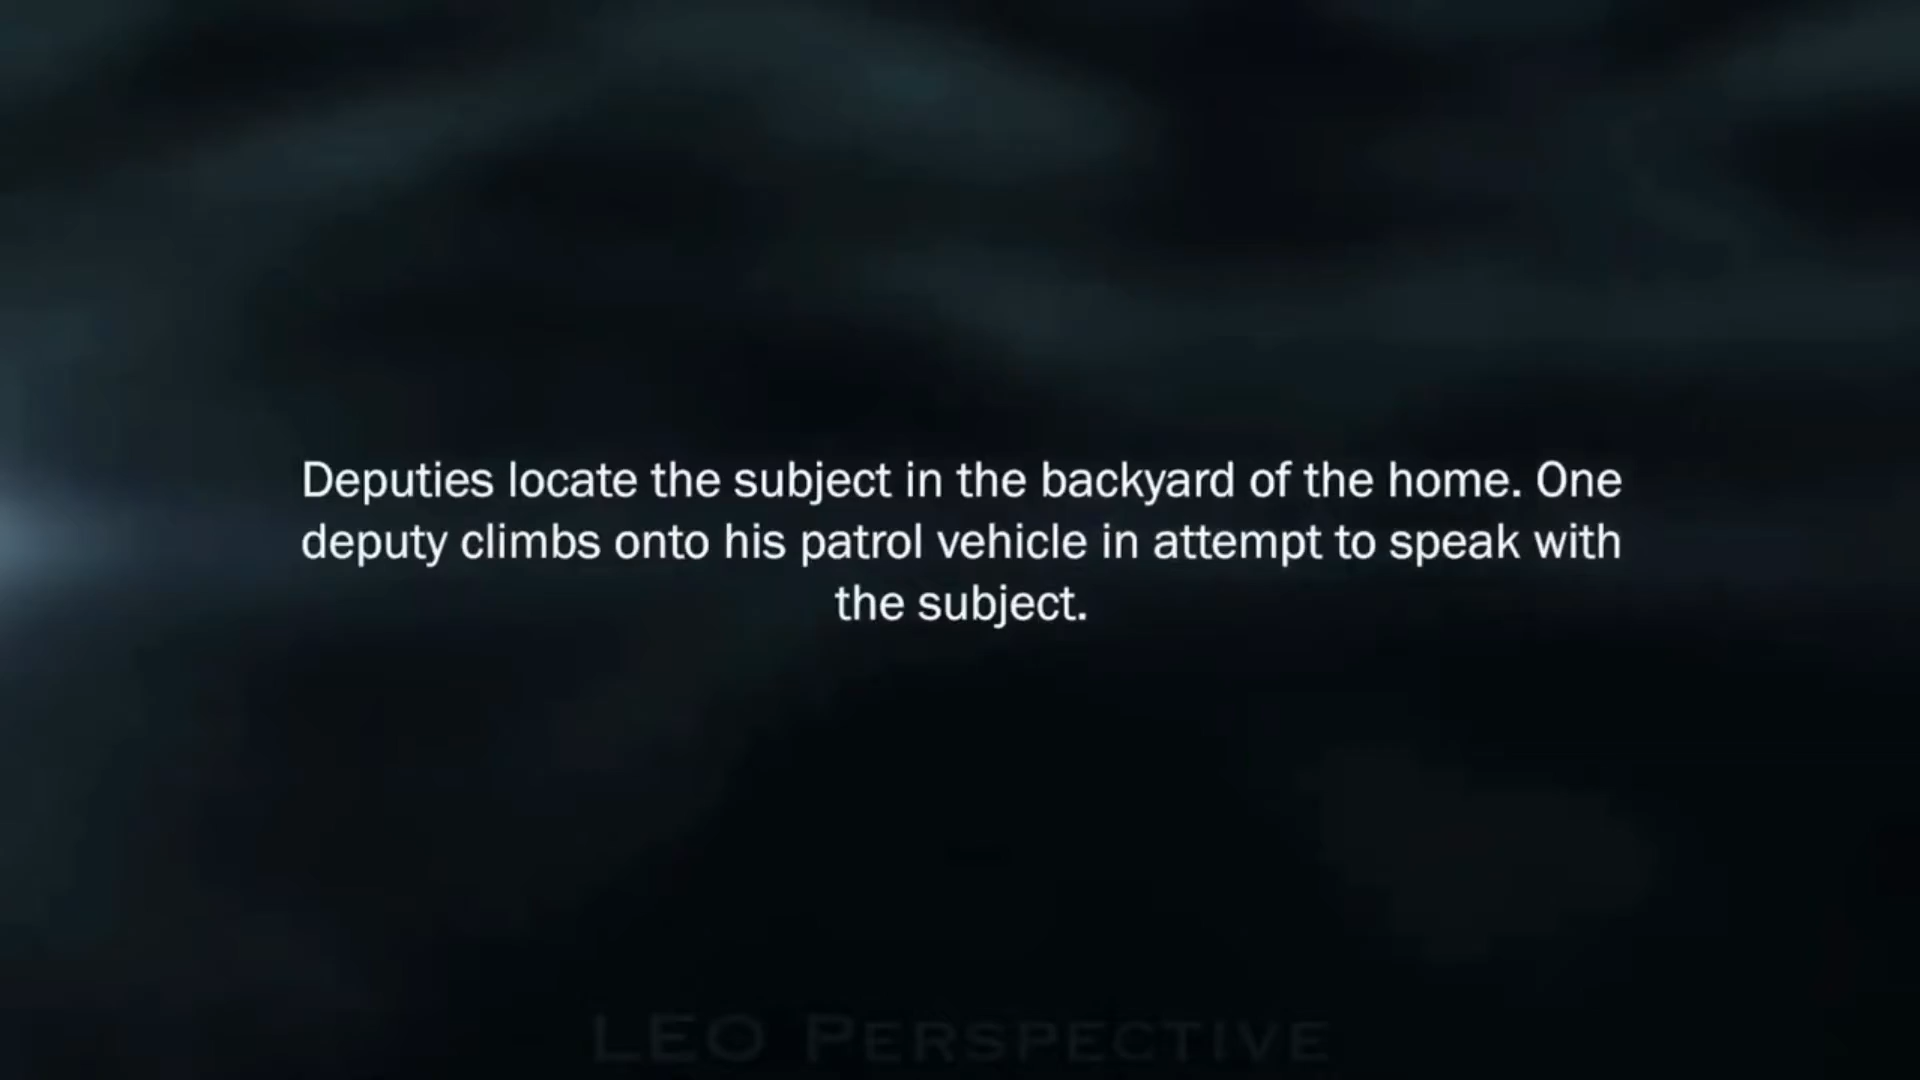 Deputies locate the subject in the backyard of the home. One
deputy climbs onto his patrol vehicle in attempt to speak with
the subject.
LEO PERSPECTIVE